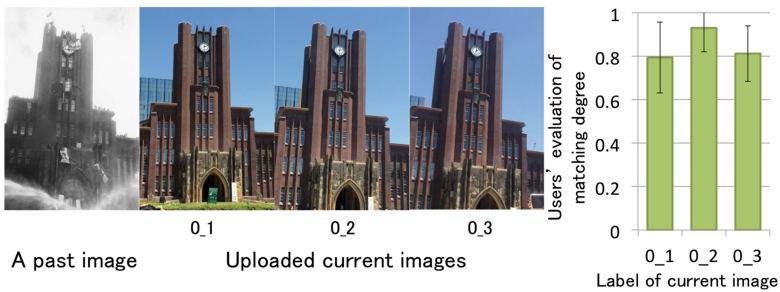 0_1
0_2
0_3
A past image
Uploaded current images
Users' evaluation of
matching degree
1
0.8
0.6
0.4
0.2
0
0_1
0_2
0_3
Label of current image